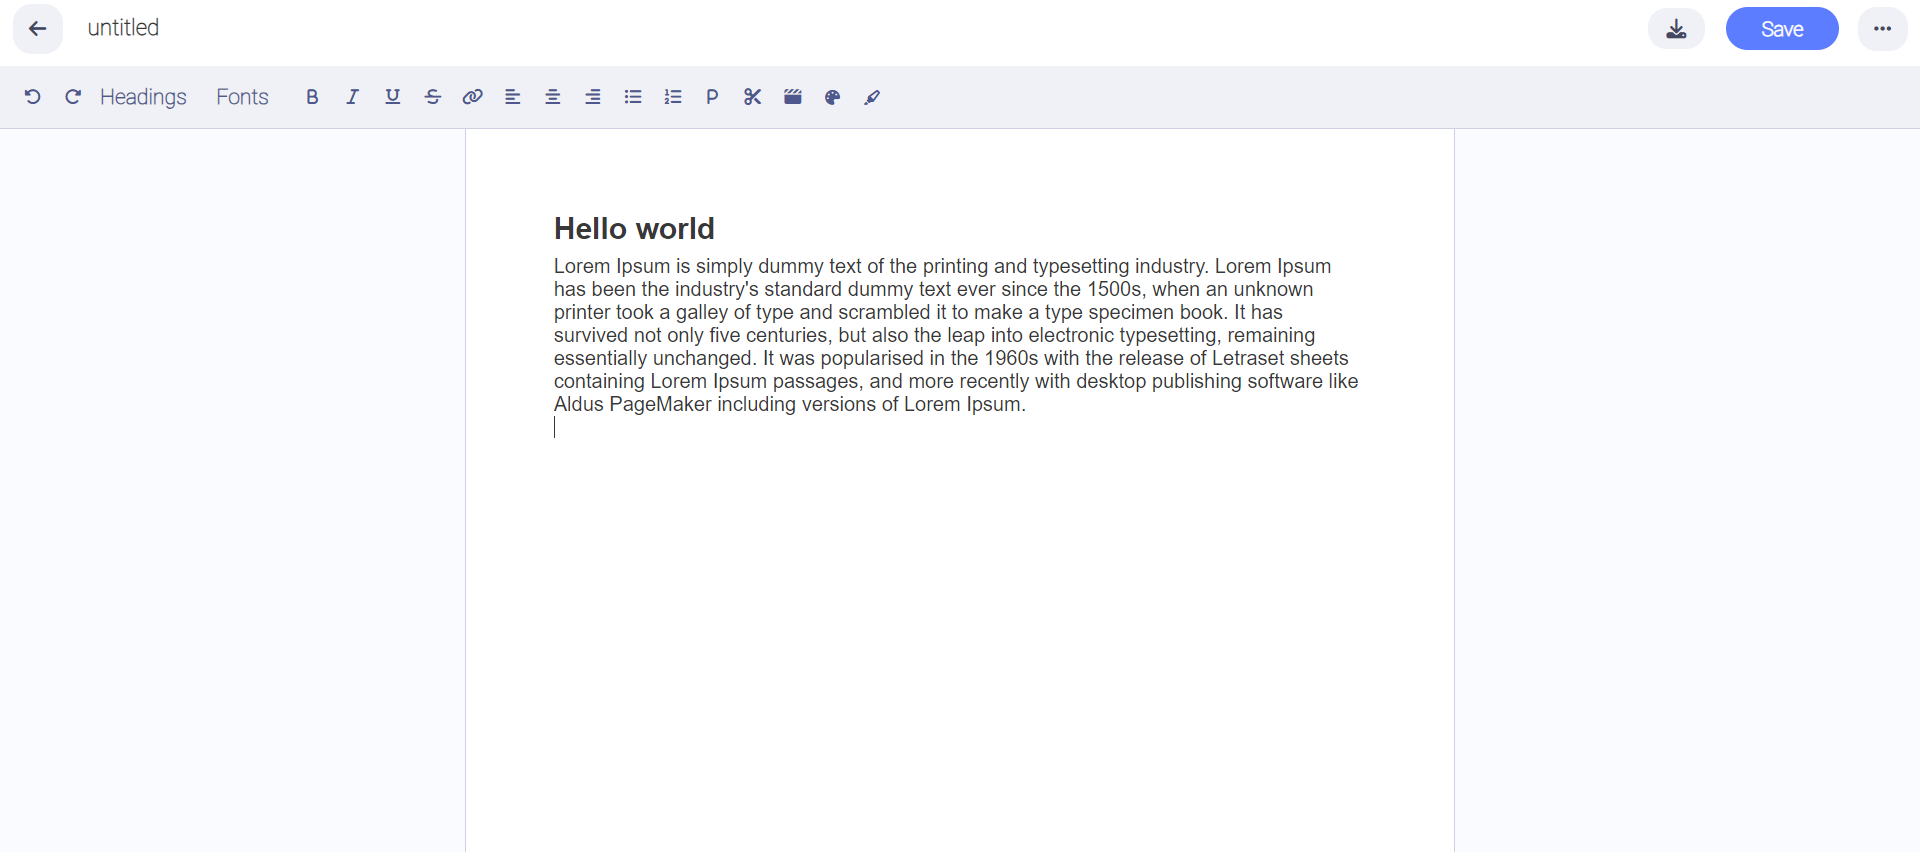 untitled
Save
Headings Fonts
Hello world
Lorem Ipsum is simply dummy text of the printing and typesetting industry. Lorem Ipsum
has been the industry's standard dummy text ever since the 1500s, when an unknown
printer took a galley of type and scrambled it to make a type specimen book. It has
survived not only five centuries, but also the leap into electronic typesetting, remaining
essentially unchanged. It was popularised in the 1960s with the release of Letraset sheets
containing Lorem Ipsum passages, and more recently with desktop publishing software like
Aldus PageMaker including versions of Lorem Ipsum.